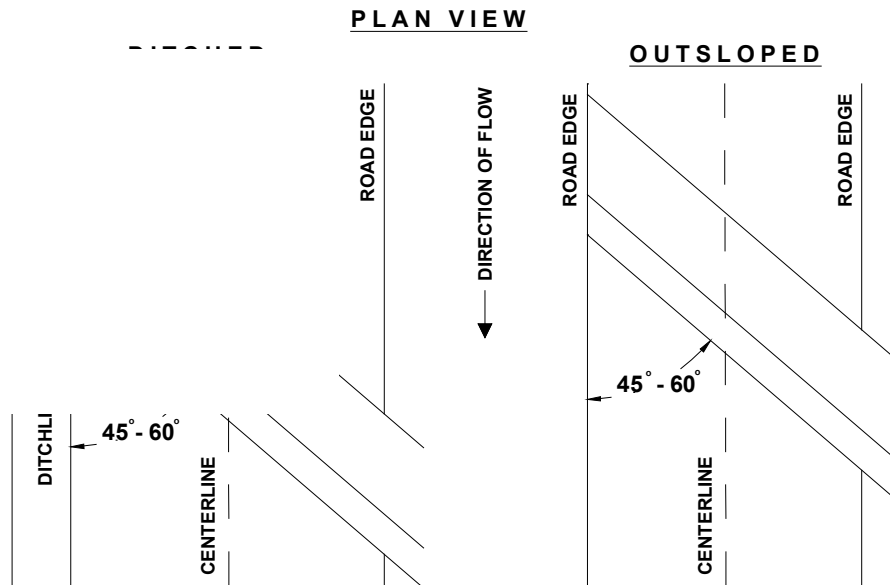 PLAN VIEW
OUTSLOPED
ROAD EDGE
DIRECTION OF FLOW
ROAD EDGE
ROAD EDGE
45° - 60°
45° - 60°
CENTERLINE
CENTERLINE